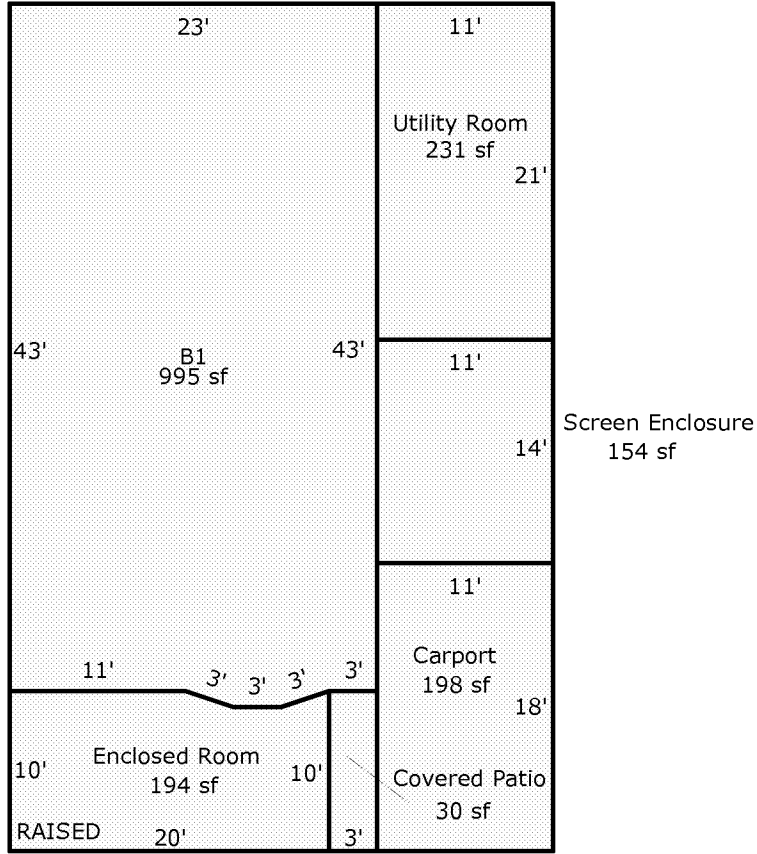 23'
11'
Utility Room
231 sf
21'
43'
B1
995 sf
43'
11'
Screen Enclosure
154 sf
14'
11'
Carport
198 sf
18'
11'
3'
3'
3'
3'
10'
Enclosed Room
194 sf
10'
Covered Patio
30 sf
RAISED
20'
3'